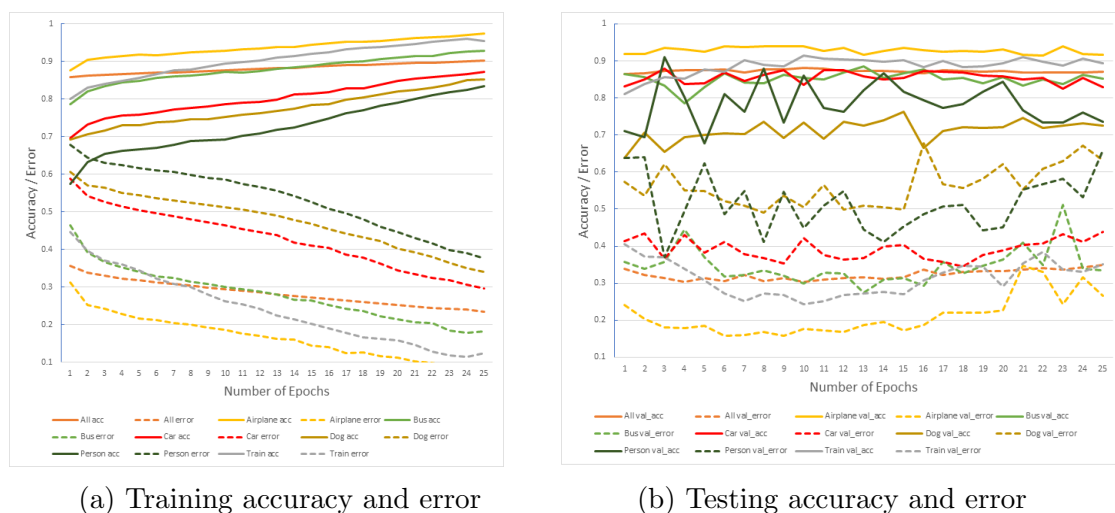 1
0.9
0.8
0.7
0.6
0.5
0.4
0.3
0.2
0.1
Accuracy / Error
1 2 3 4 5 6 7 8 9 10 11 12 13 14 15 16 17 18 19 20 21 22 23 24 25
Number of Epochs
All acc All error Airplane acc Airplane error Bus acc
Bus error Car acc Car error Dog acc Dog error
Person acc Person error Train acc Train error
(a) Training accuracy and error
1
0.9
0.8
0.7
0.6
0.5
0.4
0.3
0.2
0.1
Accuracy / Error
1 2 3 4 5 6 7 8 9 10 11 12 13 14 15 16 17 18 19 20 21 22 23 24 25
Number of Epochs
All val_acc All val_error Airplane val_acc Airplane val_error Bus val_acc
Bus val_error Car val_acc Car val_error Dog val_acc Dog val_error
Person val_acc Person val_error Train val_acc Train val_error
(b) Testing accuracy and error